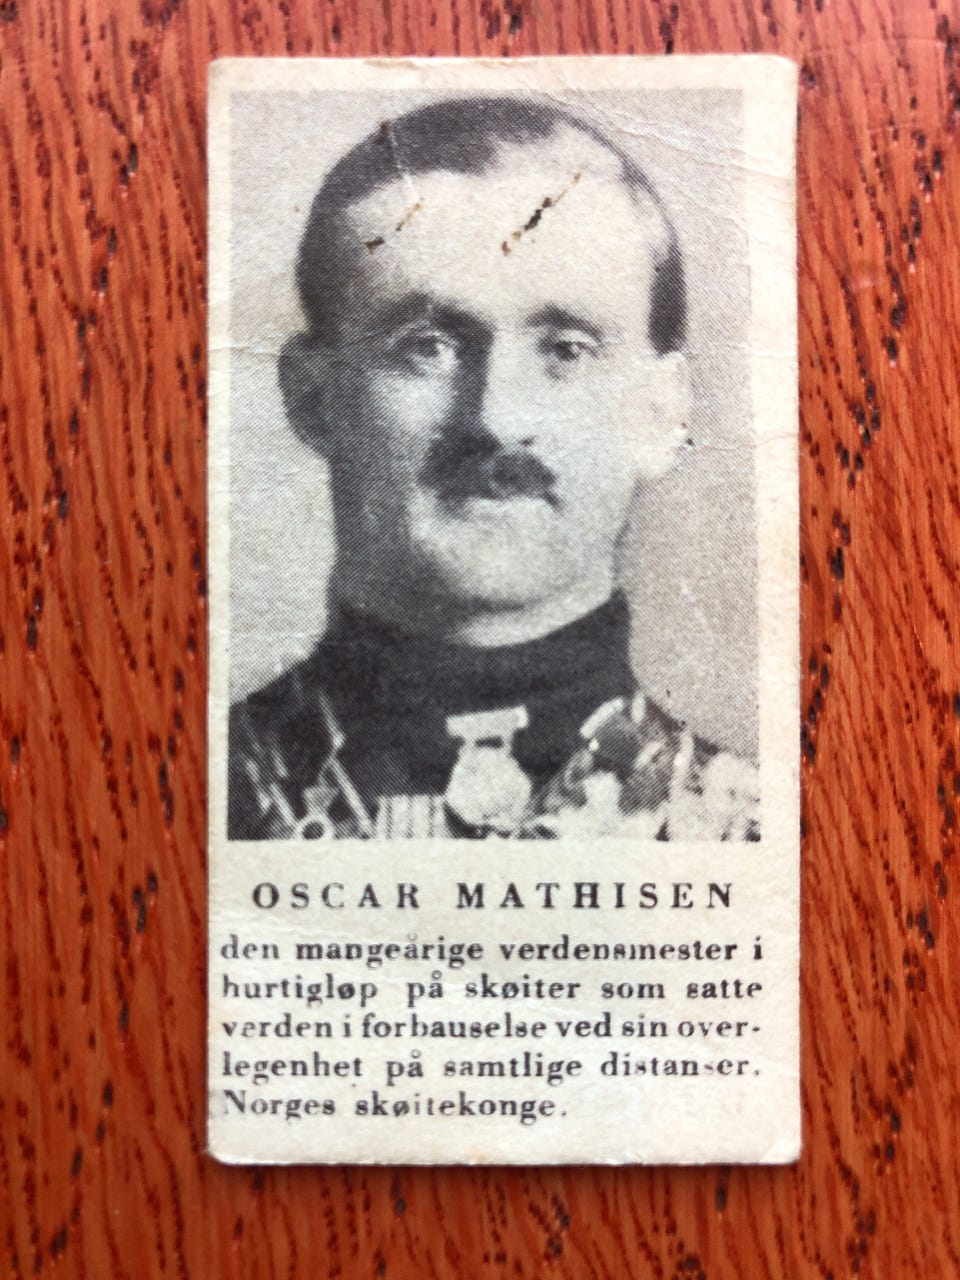 OSCAR MATHISEN
den mangeårige verdensmester i
hurtigløp på skøiter som satte
verden i forbauselse ved sin over-
legenhet på samtlige distanser.
Norges skøitekonge.